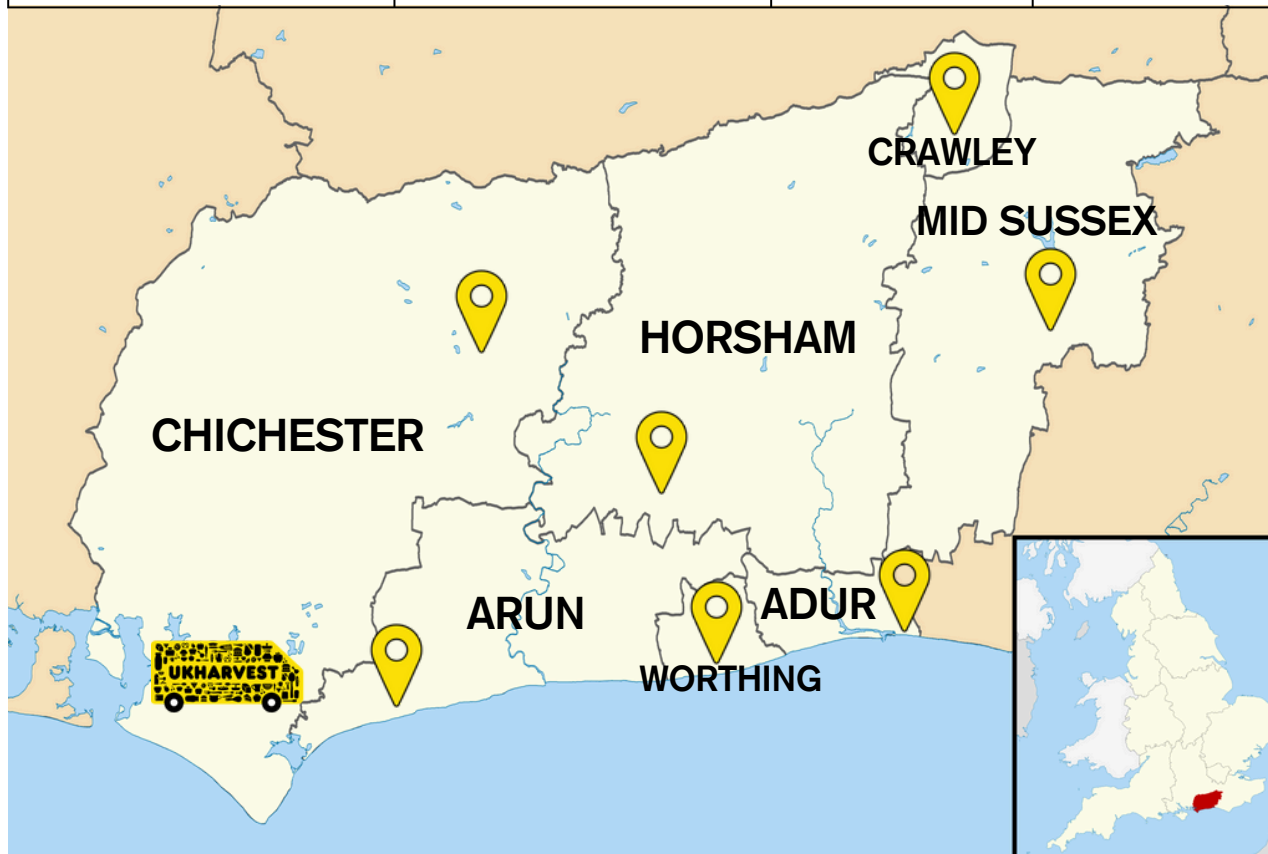 CRAWLEY
MID SUSSEX
HORSHAM
CHICHESTER
ARUN
ADUR
UKHARVEST
WORTHING